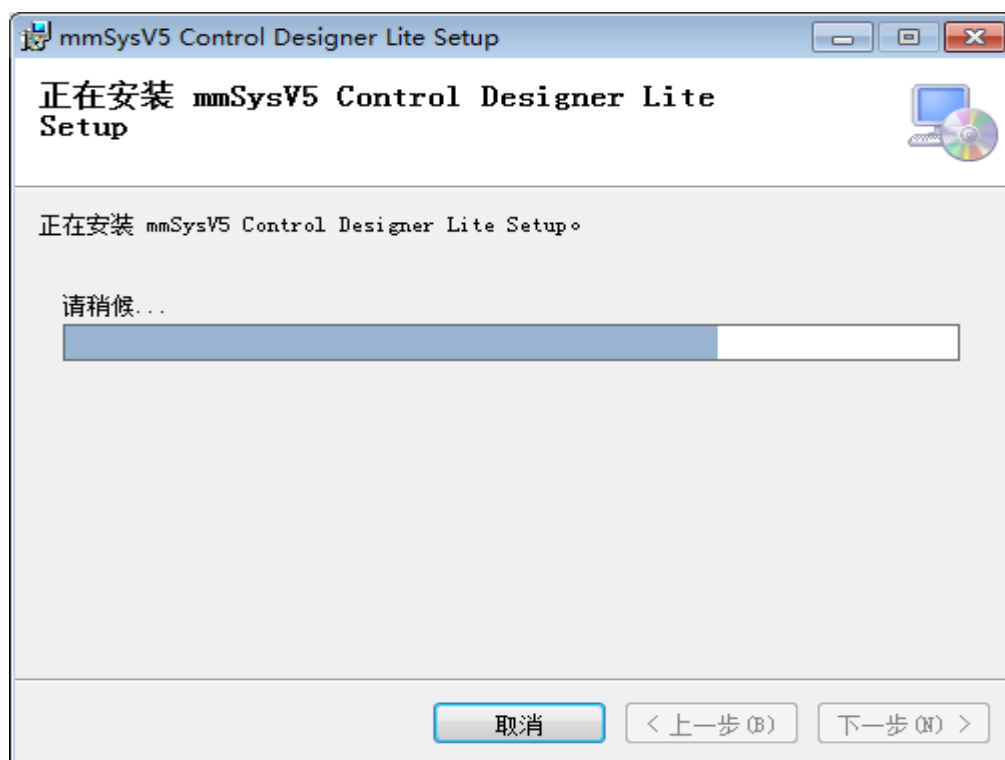 mmSysV5 Control Designer Lite Setup
正在安装 mmSysV5 Control Designer Lite
Setup
正在安装 mmSysV5 Control Designer Lite Setup。
请稍候...
取消
< 上一步(B)
下一步(N) >